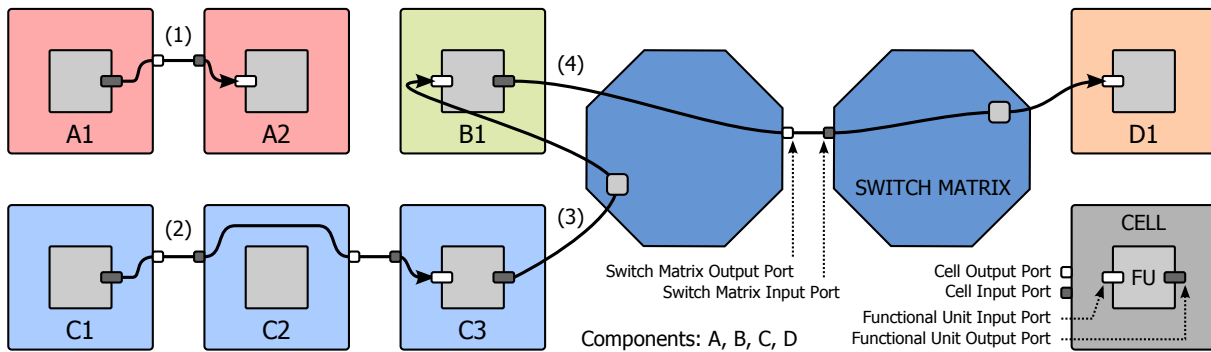 (1)
(4)
A1
A2
B1
D1
SWITCH MATRIX
(2)
(3)
CELL
FU
C1
C2
C3
Switch Matrix Output Port
Switch Matrix Input Port
Cell Output Port
Cell Input Port
Functional Unit Input Port
Functional Unit Output Port
Components: A, B, C, D